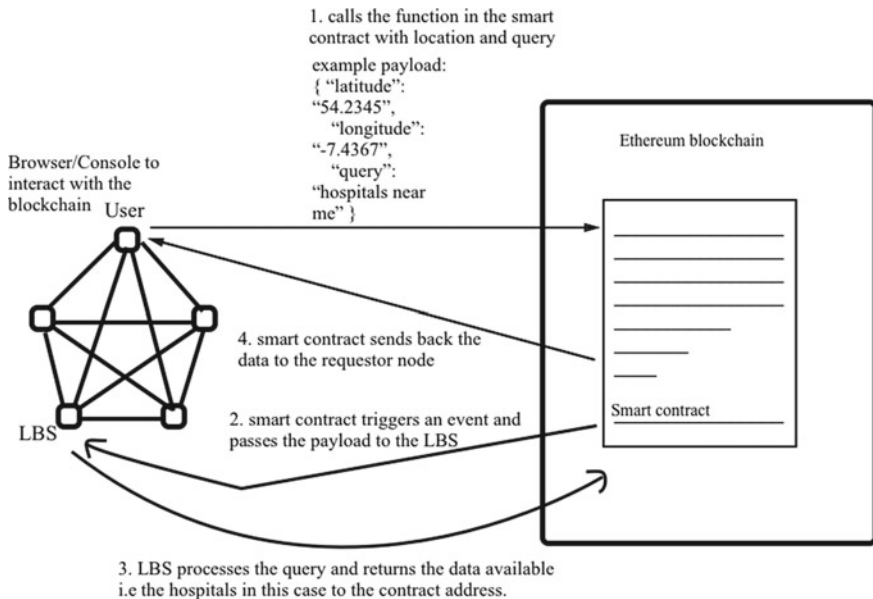 1. calls the function in the smart
contract with location and query
example payload:
{ “latitude”:
“54.2345”,
“longitude”:
“-7.4367”,
“query”:
“hospitals near
me” }
Browser/Console to
interact with the
blockchain
User
LBS
Ethereum blockchain
Smart contract
4. smart contract sends back the
data to the requestor node
2. smart contract triggers an event and
passes the payload to the LBS
3. LBS processes the query and returns the data available
i.e the hospitals in this case to the contract address.